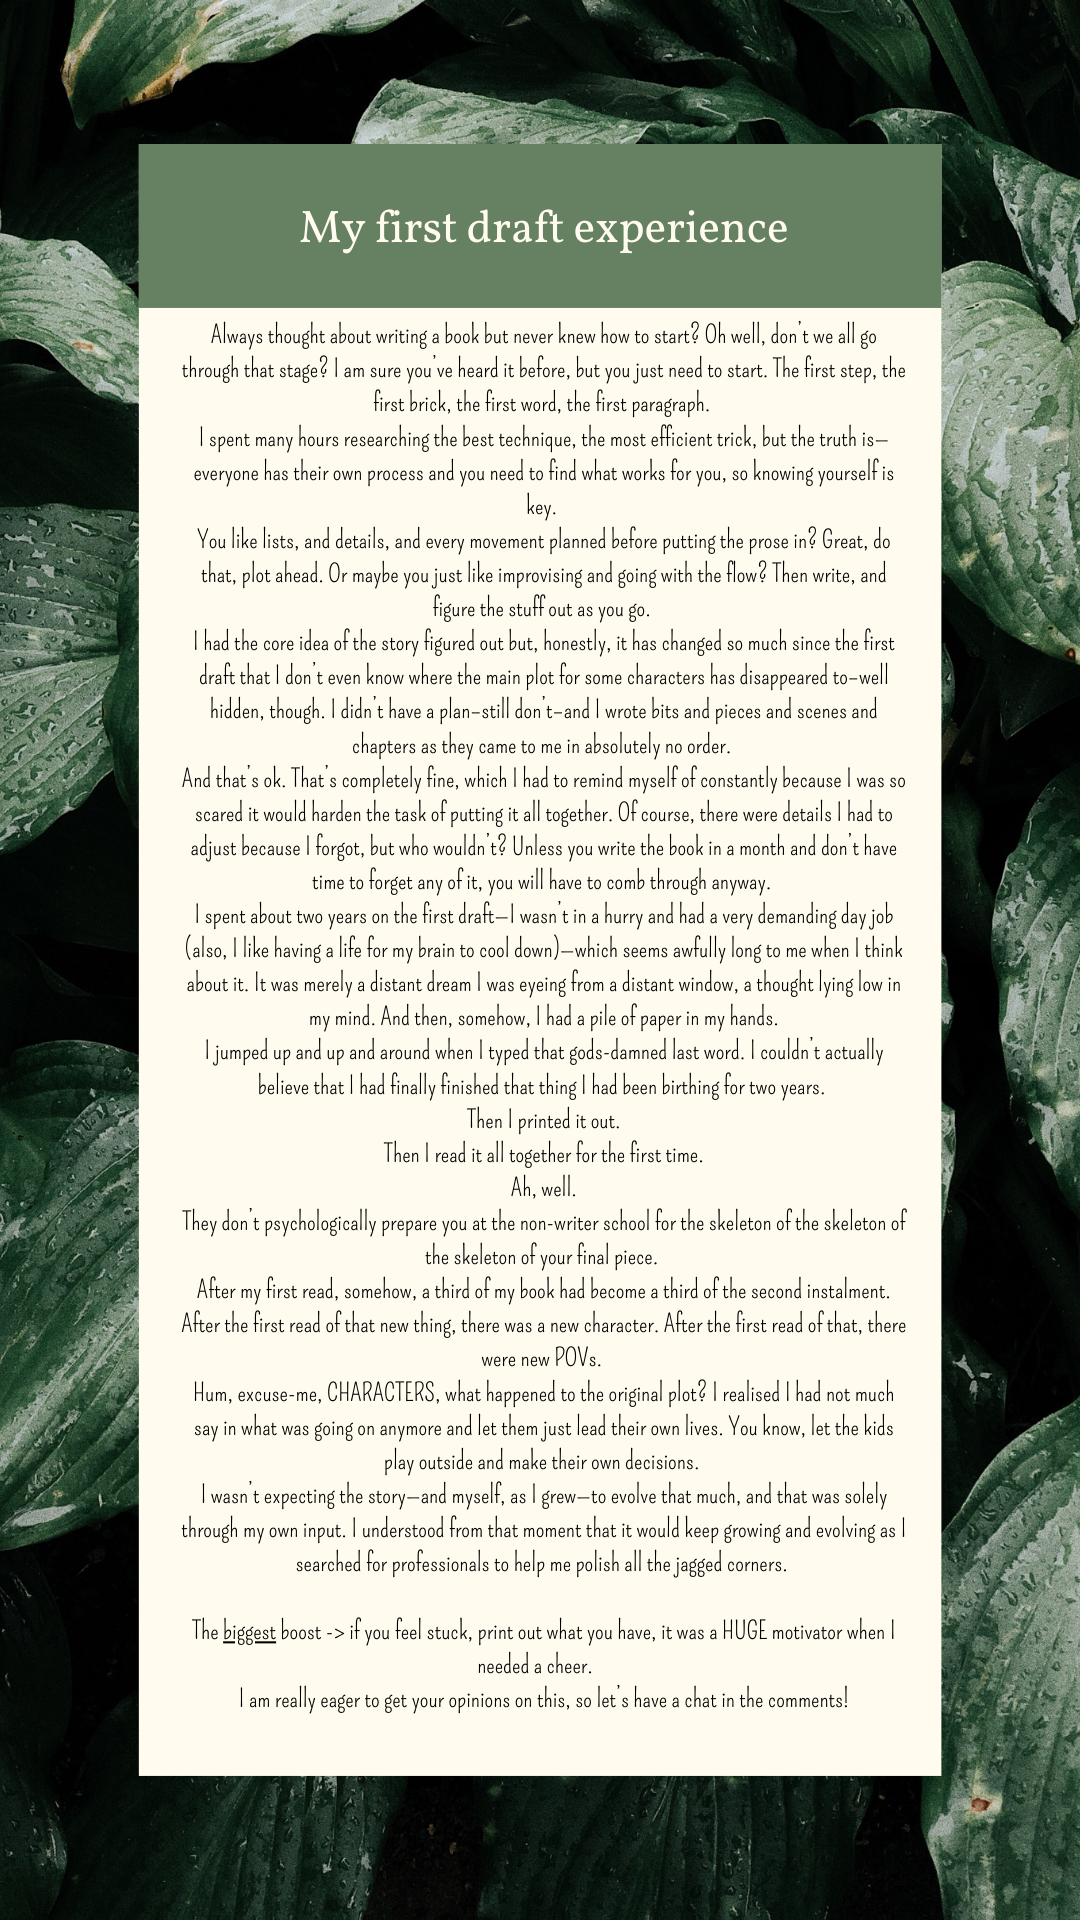 My first draft experience
Always thought about writing a book but never knew how to start? Oh well, don't we all go
through that stage? I am sure you've heard it before, but you just need to start. The first step, the
first brick, the first word, the first paragraph.
I spent many hours researching the best technique, the most efficient trick, but the truth is—
everyone has their own process and you need to find what works for you, so knowing yourself is
key.
You like lists, and details, and every movement planned before putting the prose in? Great, do
that, plot ahead. Or maybe you just like improvising and going with the flow? Then write, and
figure the stuff out as you go.
I had the core idea of the story figured out but, honestly, it has changed so much since the first
draft that I don't even know where the main plot for some characters has disappeared to–well
hidden, though. I didn't have a plan–still don't–and I wrote bits and pieces and scenes and
chapters as they came to me in absolutely no order.
And that's ok. That's completely fine, which I had to remind myself of constantly because I was so
scared it would harden the task of putting it all together. Of course, there were details I had to
adjust because I forgot, but who wouldn't? Unless you write the book in a month and don't have
time to forget any of it, you will have to comb through anyway.
I spent about two years on the first draft—I wasn't in a hurry and had a very demanding day job
(also, I like having a life for my brain to cool down)—which seems awfully long to me when I think
about it. It was merely a distant dream I was eyeing from a distant window, a thought lying low in
my mind. And then, somehow, I had a pile of paper in my hands.
I jumped up and up and around when I typed that gods-damned last word. I couldn't actually
believe that I had finally finished that thing I had been birthing for two years.
Then I printed it out.
Then I read it all together for the first time.
Ah, well.
They don't psychologically prepare you at the non-writer school for the skeleton of the skeleton of
the skeleton of your final piece.
After my first read, somehow, a third of my book had become a third of the second instalment.
After the first read of that new thing, there was a new character. After the first read of that, there
were new POVs.
Hum, excuse-me, CHARACTERS, what happened to the original plot? I realised I had not much
say in what was going on anymore and let them just lead their own lives. You know, let the kids
play outside and make their own decisions.
I wasn't expecting the story—and myself, as I grew—to evolve that much, and that was solely
through my own input. I understood from that moment that it would keep growing and evolving as I
searched for professionals to help me polish all the jagged corners.
The biggest boost -> if you feel stuck, print out what you have, it was a HUGE motivator when I
needed a cheer.
I am really eager to get your opinions on this, so let's have a chat in the comments!